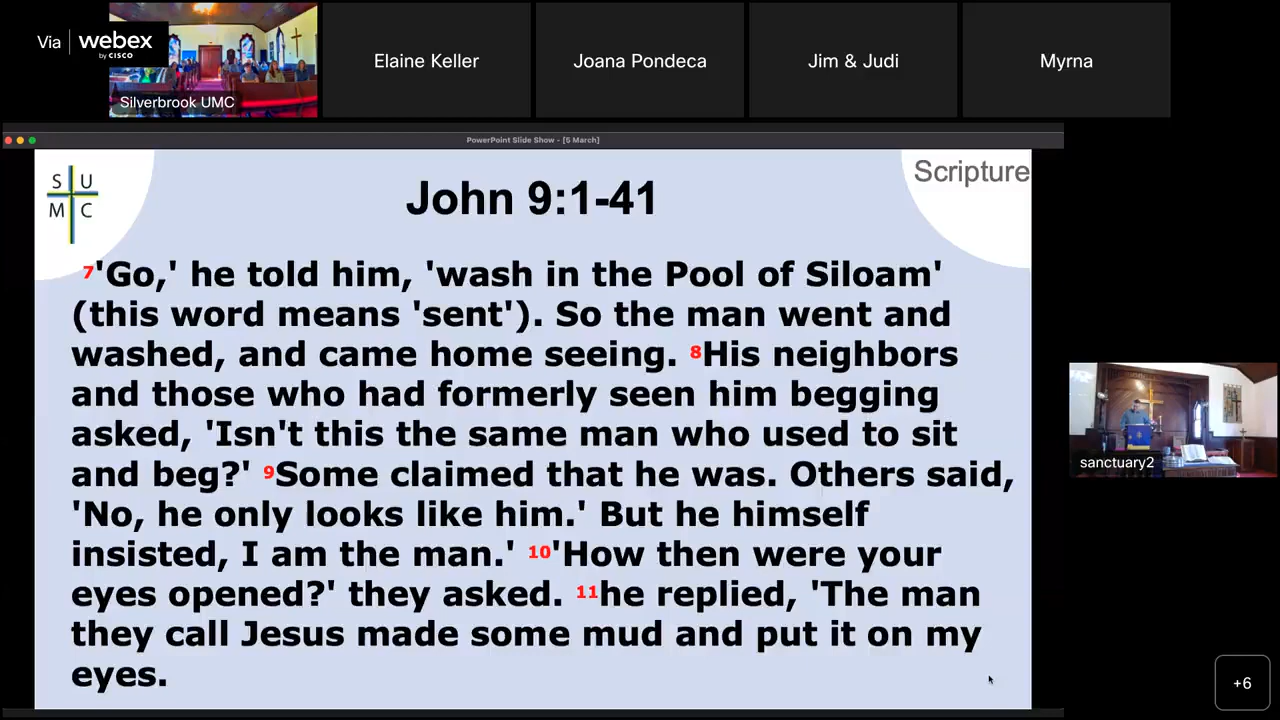 Via webex
by CISCO
Silverbrook UMC
Elaine Keller
Joana Pondeca
Jim & Judi
Myrna
PowerPoint Slide Show - [5 March]
S U
M C
Scripture
John 9:1-41
7'Go,' he told him, 'wash in the Pool of Siloam'
(this word means 'sent'). So the man went and
washed, and came home seeing. 8His neighbors
and those who had formerly seen him begging
asked, 'Isn't this the same man who used to sit
and beg?' 9Some claimed that he was. Others said,
'No, he only looks like him.' But he himself
insisted, I am the man.' 10'How then were your
eyes opened?' they asked. 11he replied, 'The man
they call Jesus made some mud and put it on my
eyes.
sanctuary2
+6